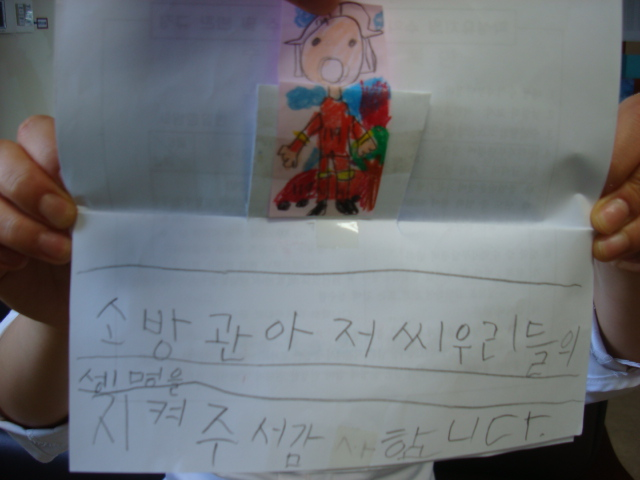 소방관아저씨우리들의
생명을
지켜주서감사합니다.